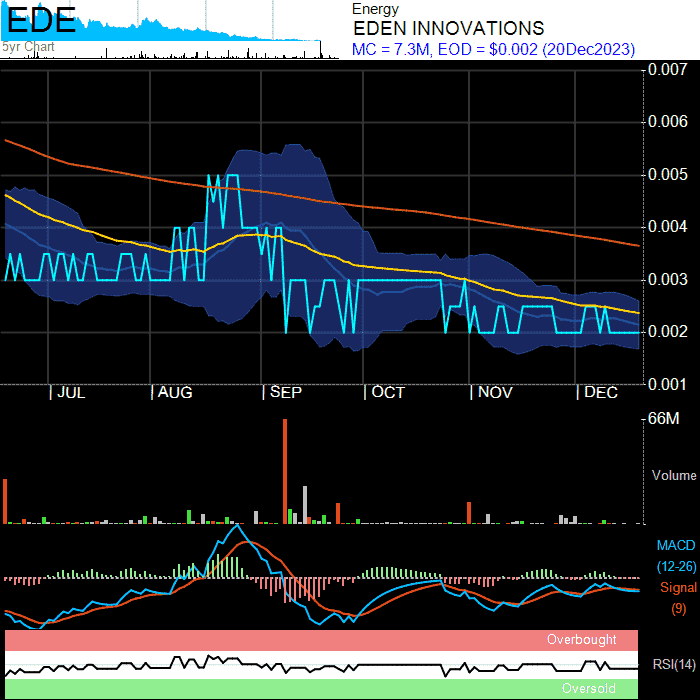 EDE
5yr Chart
Energy
EDEN INNOVATIONS
MC = 7.3M, EOD = $0.002 (20Dec2023)
0.007
0.006
0.005
0.004
0.003
0.002
0.001
| JUL | AUG | SEP | OCT | NOV | DEC
66M
Volume
MACD
(12-26)
Signal
(9)
Overbought
RSI(14)
Oversold